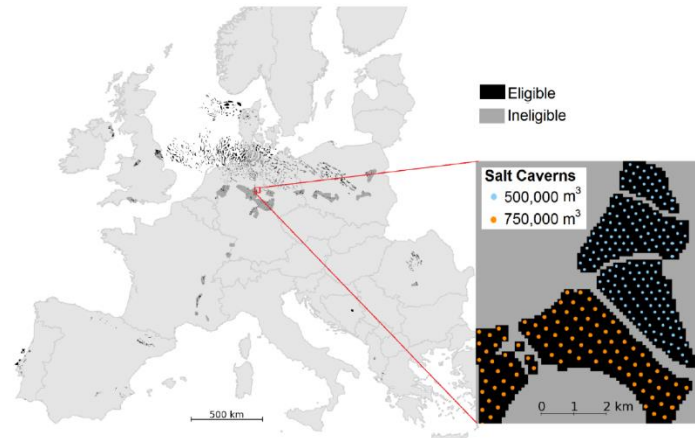 Eligible
Ineligible
Salt Caverns
500,000 m³
750,000 m³
500 km
0 1 2 km